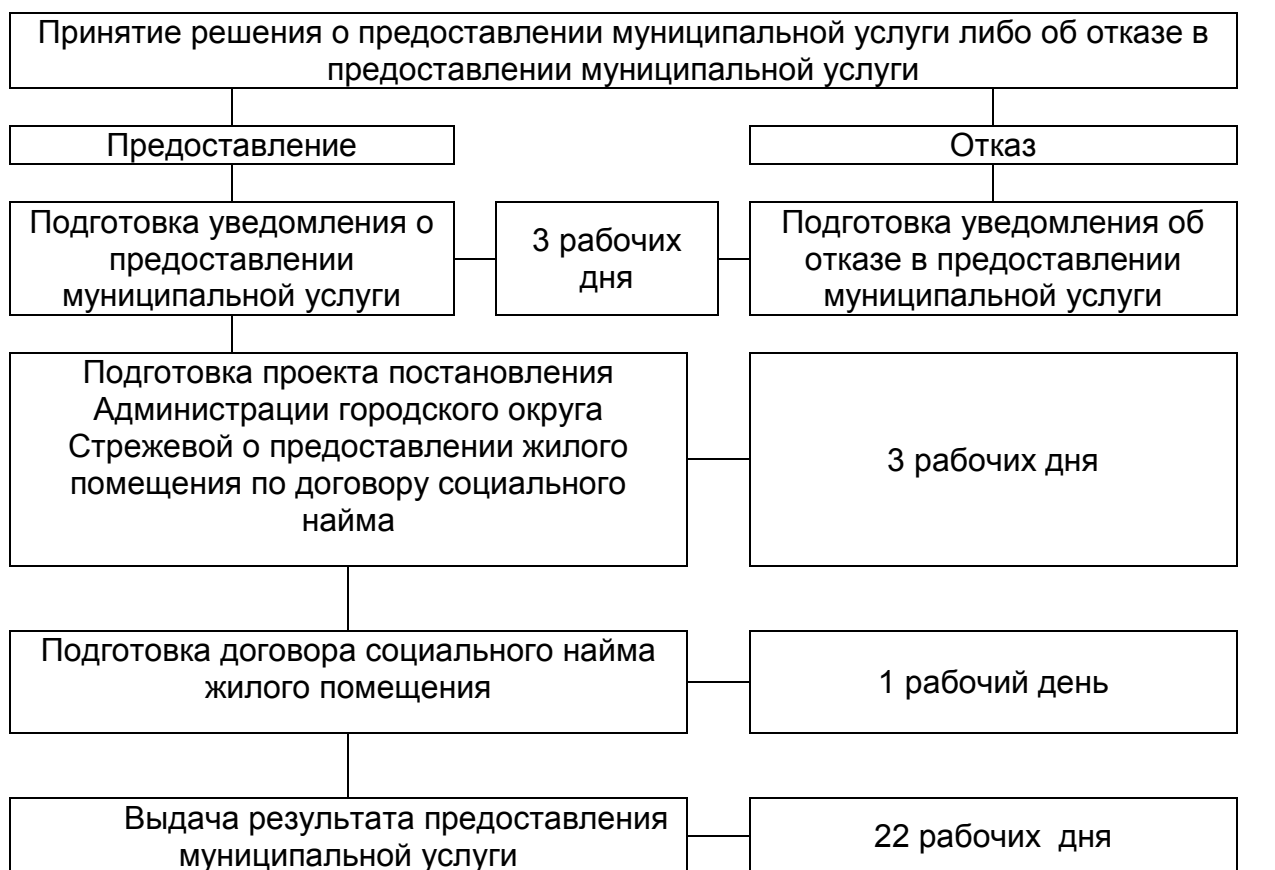 Принятие решения о предоставлении муниципальной услуги либо об отказе в
предоставлении муниципальной услуги
Предоставление
Отказ
Подготовка уведомления о
предоставлении
муниципальной услуги
3 рабочих
дня
Подготовка уведомления об
отказе в предоставлении
муниципальной услуги
Подготовка проекта постановления
Администрации городского округа
Стрежевой о предоставлении жилого
помещения по договору социального
найма
3 рабочих дня
Подготовка договора социального найма
жилого помещения
1 рабочий день
Выдача результата предоставления
муниципальной услуги
22 рабочих дня